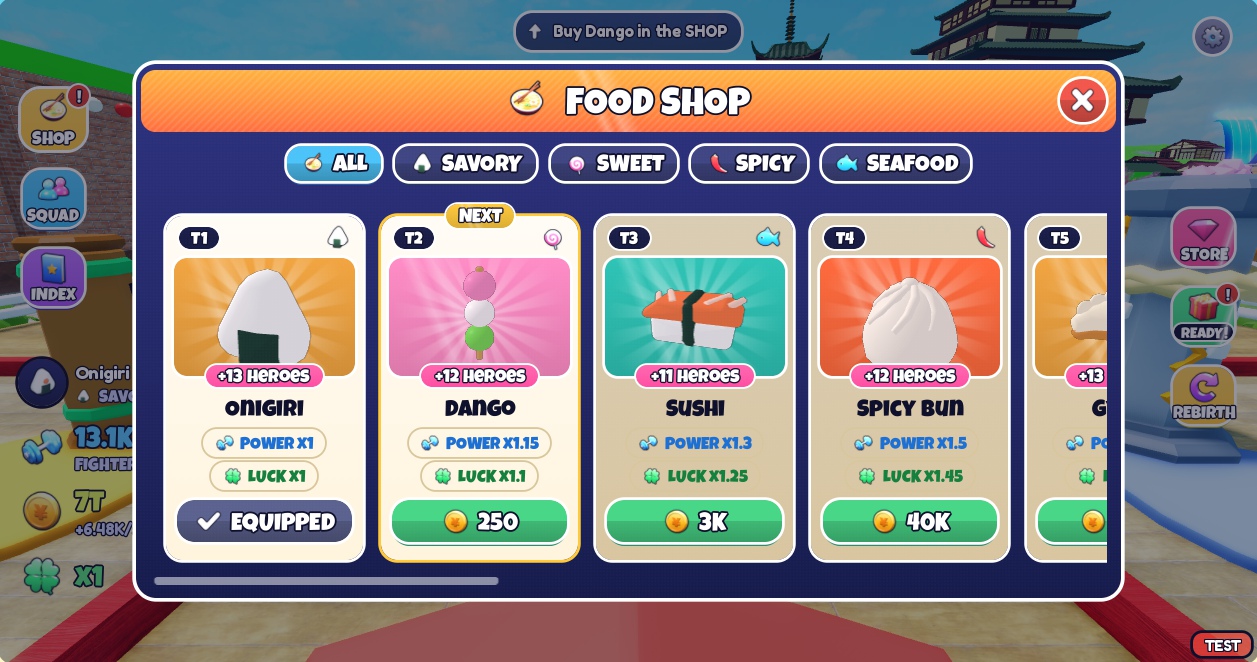 Buy Dango in the SHOP
FOOD SHOP
ALL
SAVORY
SWEET
SPICY
SEAFOOD
!
SHOP
SQUAD
INDEX
Onigiri
13.1K
7T
X1
NEXT
T1
+13 HEROES
ONIGIRI
POWER X1
LUCK X1
EQUIPPED
T2
+12 HEROES
DANGO
POWER X1.15
LUCK X1.1
250
T3
+11 HEROES
SUSHI
POWER X1.3
LUCK X1.25
3K
T4
+12 HEROES
SPICY BUN
POWER X1.5
LUCK X1.45
40K
T5
+13
STORE
!
READY!
REBIRTH
TEST